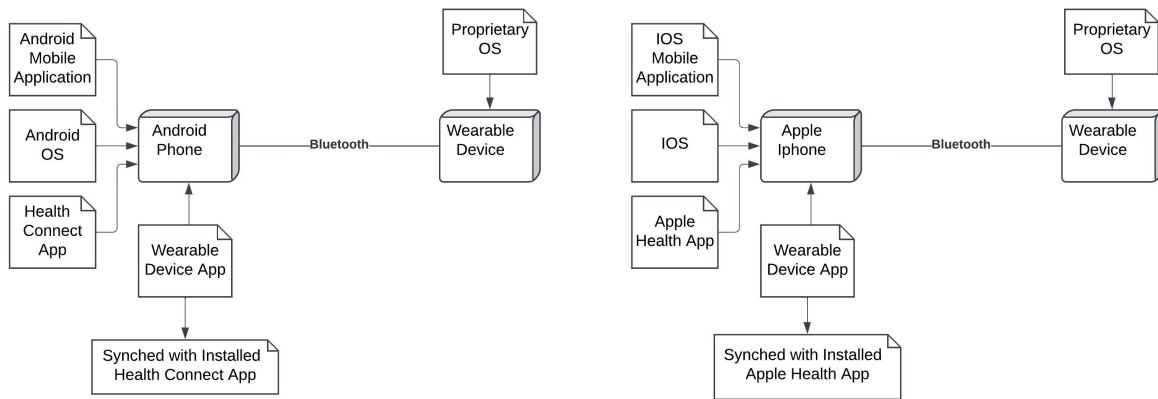 Android
Mobile
Application
Proprietary
OS
Android
OS
Android
Phone
Bluetooth
Wearable
Device
Health
Connect
App
Wearable
Device App
Synched with Installed
Health Connect App
IOS
Mobile
Application
Proprietary
OS
IOS
Apple
Iphone
Bluetooth
Wearable
Device
Apple
Health App
Wearable
Device App
Synched with Installed
Apple Health App